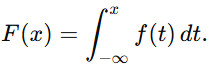 F(x) = ∫_{-∞}^{x} f(t) dt.